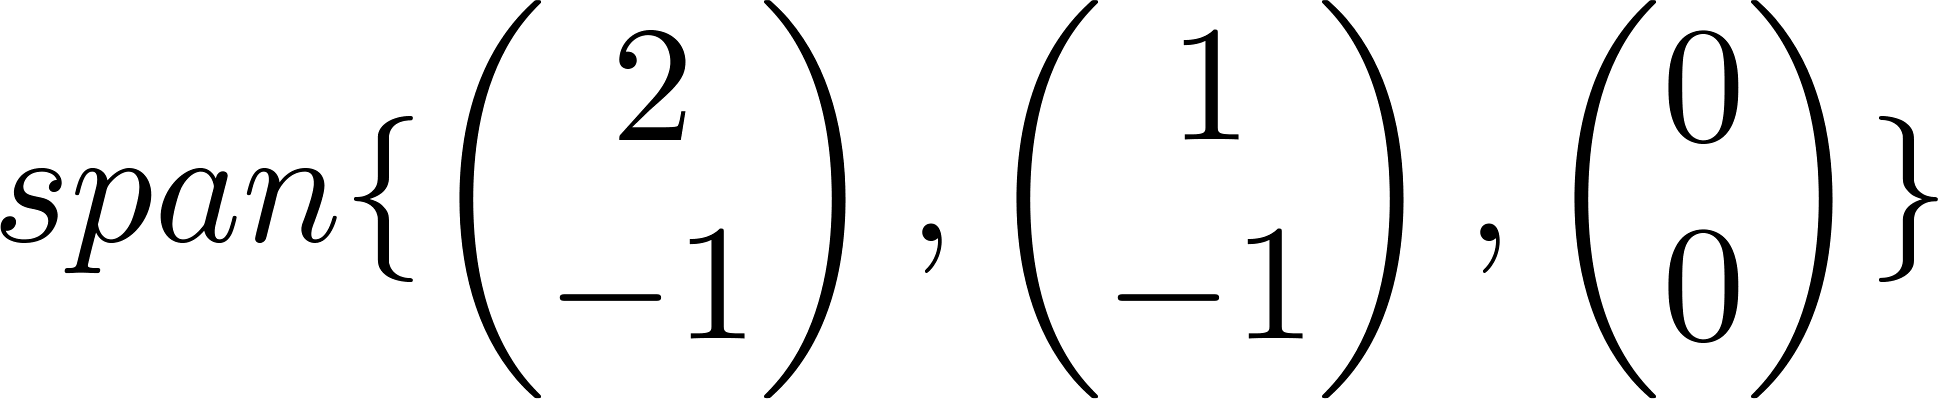 span{(2 -1), (1 -1), (0 0)}